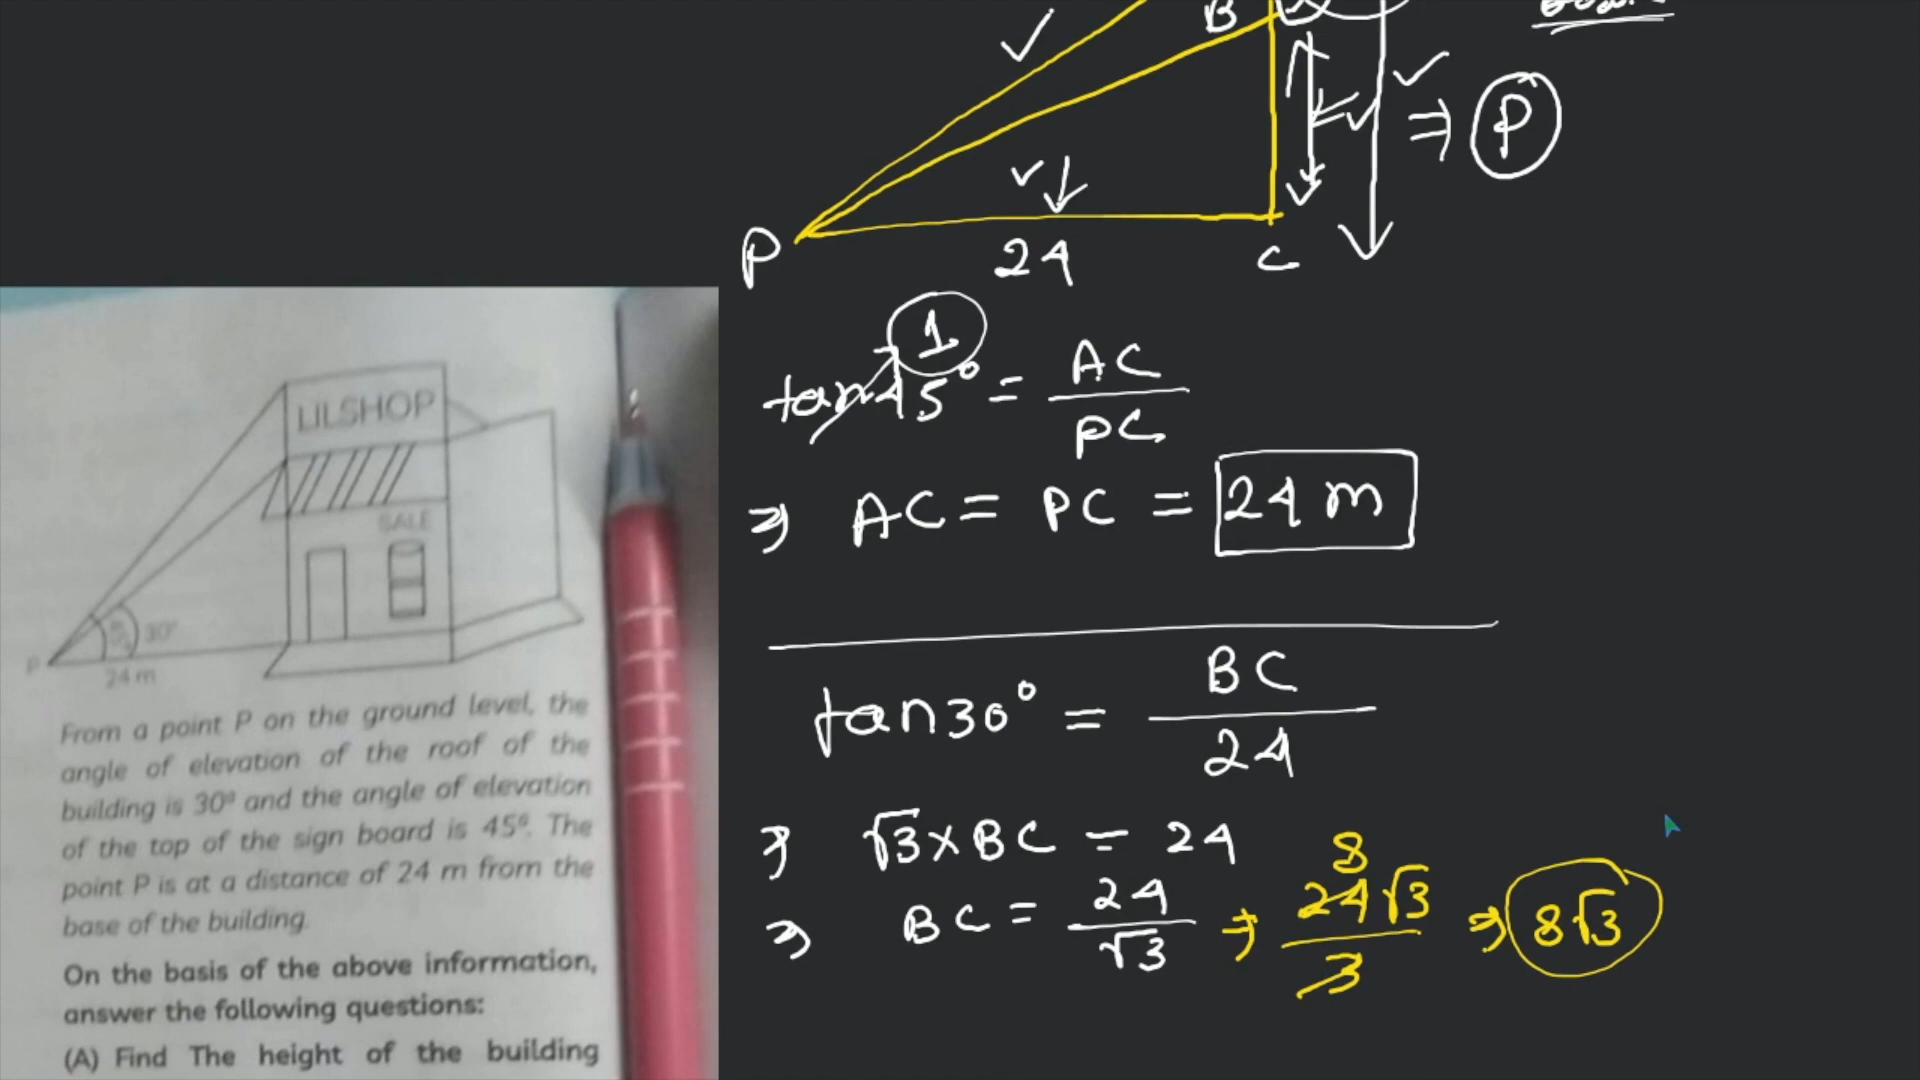 B
✓
✓
⇒ P
✓
P
24
C
1
tan45° = AC/PC
⇒ AC = PC = 24 m
tan30° = BC/24
⇒ √3 × BC = 24
⇒ BC = 24/√3 ⇒ 24√3/3 ⇒ 8√3
8
LILSHOP
SALE
30°
P
24 m
From a point P on the ground level, the
angle of elevation of the roof of the
building is 30° and the angle of elevation
of the top of the sign board is 45°. The
point P is at a distance of 24 m from the
base of the building.
On the basis of the above information,
answer the following questions:
(A) Find The height of the building